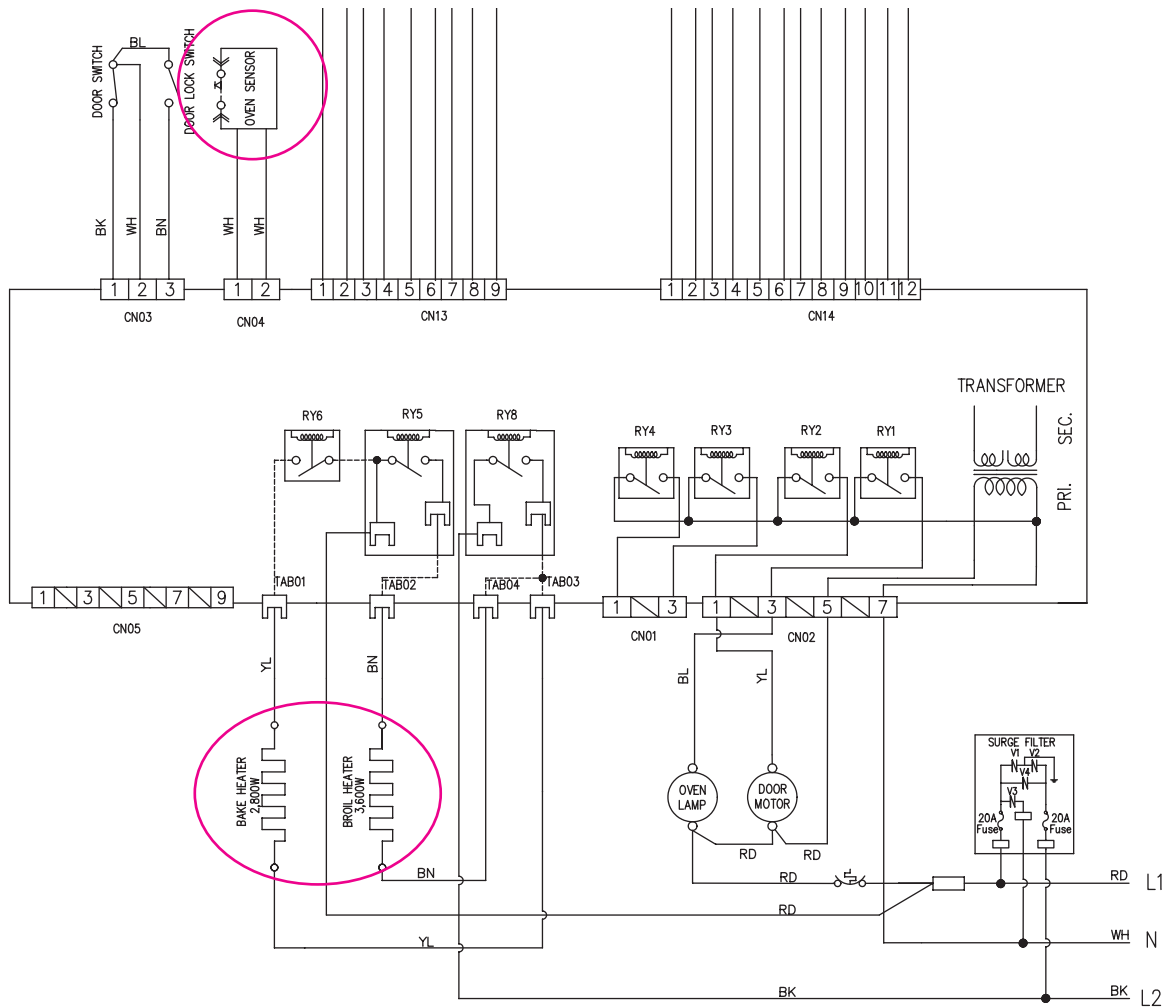 BL
DOOR SWITCH
DOOR LOCK SWITCH
OVEN SENSOR
BK
WH
BN
WH
WH
1 2 3
1 2
1 2 3 4 5 6 7 8 9
1 2 3 4 5 6 7 8 9 10 11 12
CN03
CN04
CN13
CN14
TRANSFORMER
SEC.
PRI.
RY6
RY5
RY8
RY4
RY3
RY2
RY1
TAB01
TAB02
TAB04
TAB03
1 3 5 7 9
1 3
1 3 5 7
CN05
CN01
CN02
YL
BN
BL
YL
BAKE HEATER
2,800W
BROIL HEATER
3,600W
OVEN
LAMP
DOOR
MOTOR
SURGE FILTER
V1 V2
V4
V3
20A
Fuse
20A
Fuse
RD
RD
BN
RD
RD L1
RD
YL
WH N
BK
BK L2